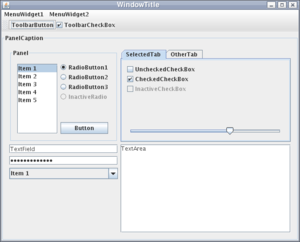 WindowTitle
MenuWidget1 MenuWidget2
ToolbarButton ToolbarCheckBox
PanelCaption
Panel
Item 1
Item 2
Item 3
Item 4
Item 5
RadioButton1
RadioButton2
RadioButton3
InactiveRadio
Button
SelectedTab OtherTab
UncheckedCheckBox
CheckedCheckBox
InactiveCheckBox
TextField
•••••••••••••
Item 1
TextArea